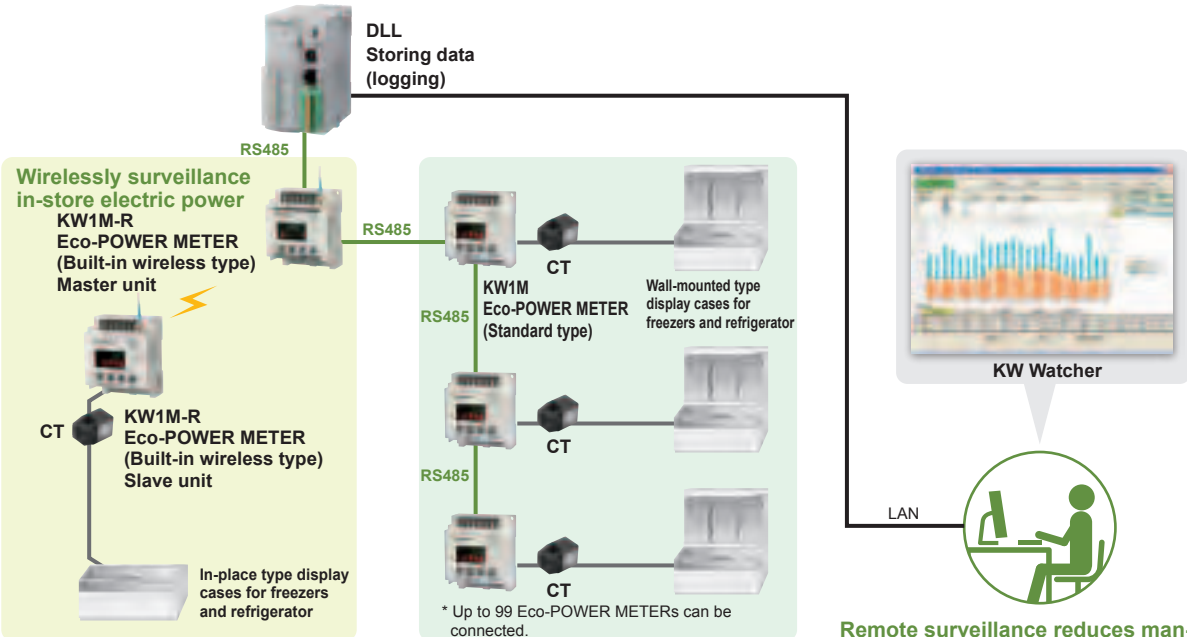 DLL
Storing data
(logging)
RS485
Wirelessly surveillance
in-store electric power
KW1M-R
Eco-POWER METER
(Built-in wireless type)
Master unit
RS485
CT
KW1M
Eco-POWER METER
(Standard type)
Wall-mounted type
display cases for
freezers and refrigerator
RS485
KW Watcher
CT
KW1M-R
Eco-POWER METER
(Built-in wireless type)
Slave unit
CT
RS485
LAN
In-place type display
cases for freezers
and refrigerator
CT
* Up to 99 Eco-POWER METERs can be
connected.
Remote surveillance reduces man-